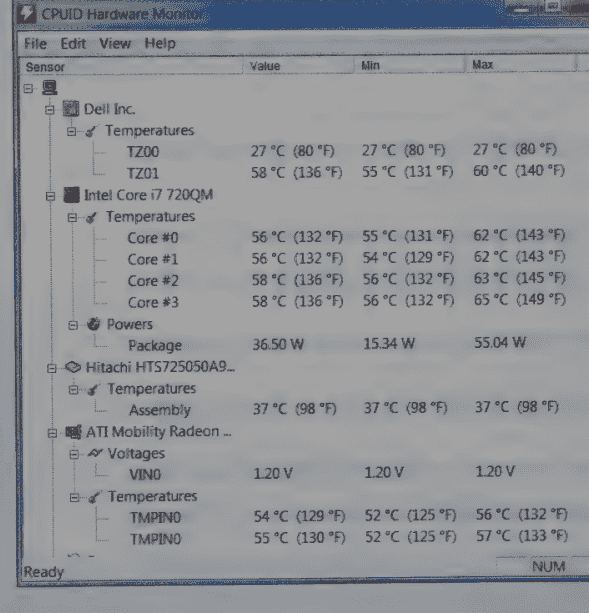 CPUID Hardware Monitor
File Edit View Help
Sensor Value Min Max
Dell Inc.
Temperatures
TZ00 27 °C (80 °F) 27 °C (80 °F) 27 °C (80 °F)
TZ01 58 °C (136 °F) 55 °C (131 °F) 60 °C (140 °F)
Intel Core i7 720QM
Temperatures
Core #0 56 °C (132 °F) 55 °C (131 °F) 62 °C (143 °F)
Core #1 56 °C (132 °F) 54 °C (129 °F) 62 °C (143 °F)
Core #2 58 °C (136 °F) 56 °C (132 °F) 63 °C (145 °F)
Core #3 58 °C (136 °F) 56 °C (132 °F) 65 °C (149 °F)
Powers
Package 36.50 W 15.34 W 55.04 W
Hitachi HTS725050A9...
Temperatures
Assembly 37 °C (98 °F) 37 °C (98 °F) 37 °C (98 °F)
ATI Mobility Radeon ...
Voltages
VIN0 1.20 V 1.20 V 1.20 V
Temperatures
TMPIN0 54 °C (129 °F) 52 °C (125 °F) 56 °C (132 °F)
TMPIN0 55 °C (130 °F) 52 °C (125 °F) 57 °C (133 °F)
Ready NUM